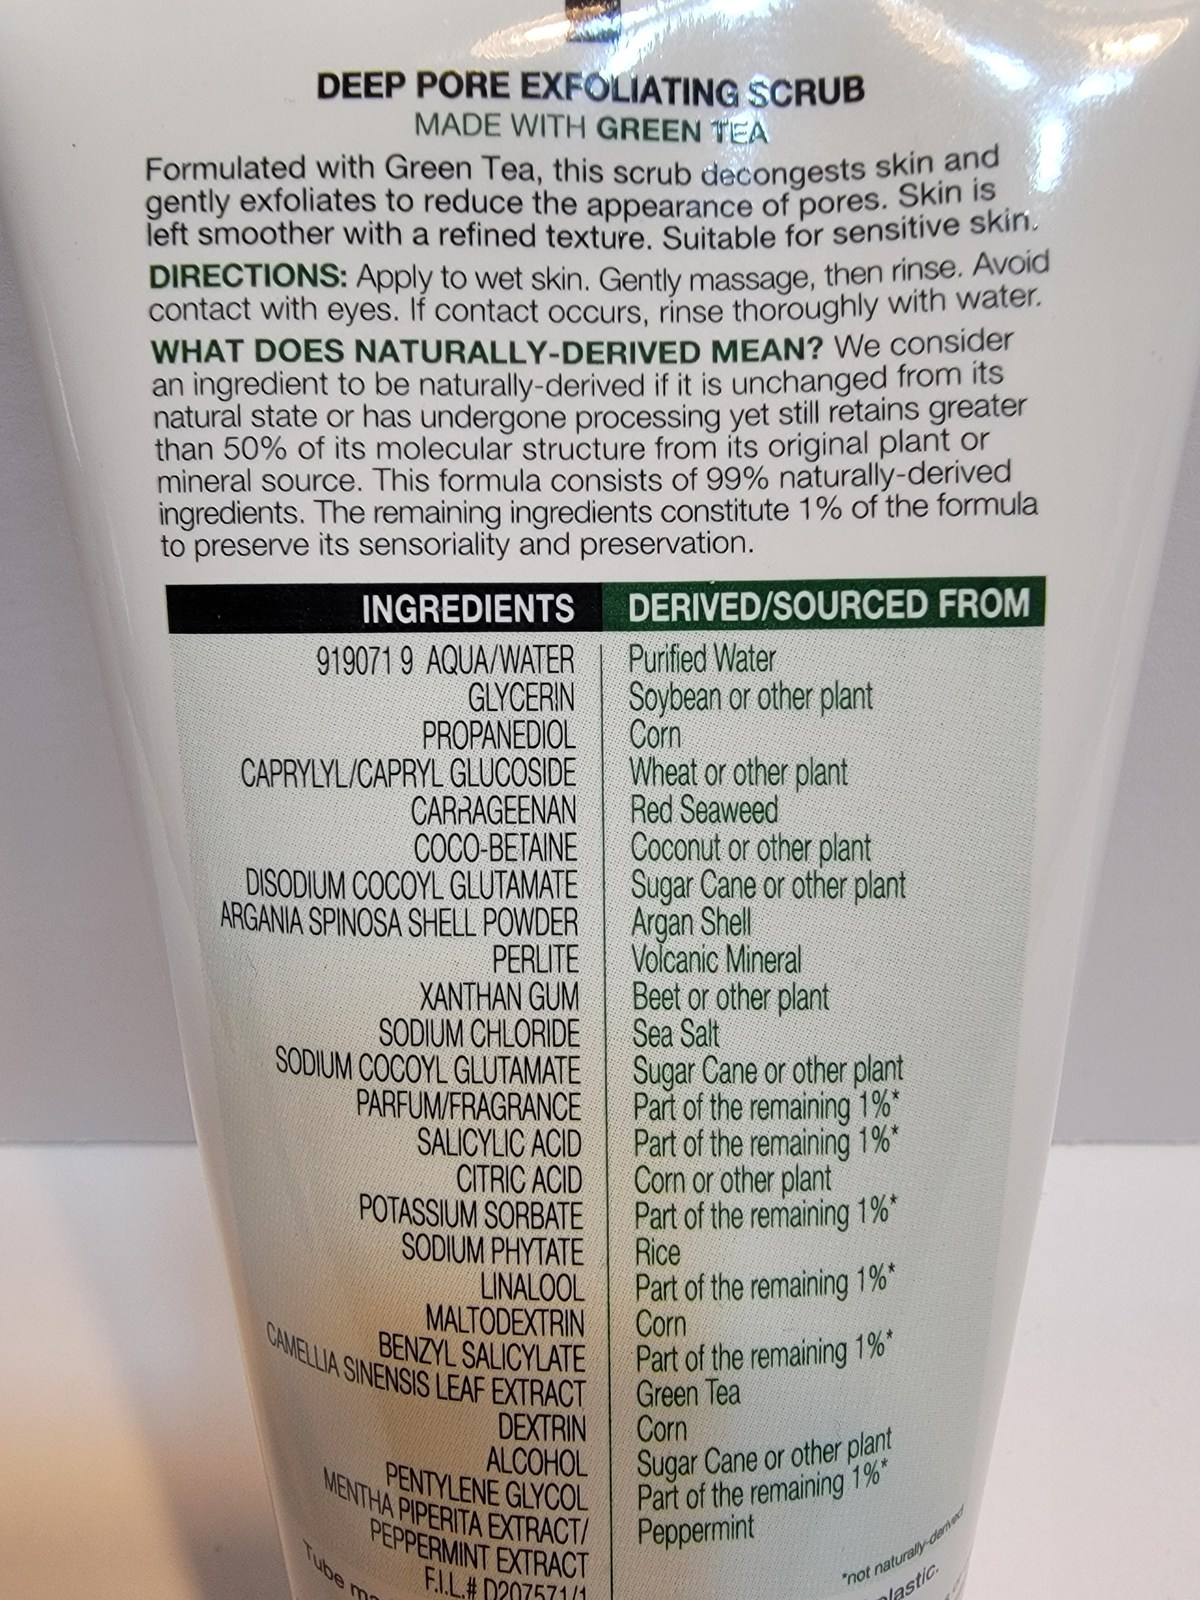 DEEP PORE EXFOLIATING SCRUB
MADE WITH GREEN TEA
Formulated with Green Tea, this scrub decongests skin and
gently exfoliates to reduce the appearance of pores. Skin is
left smoother with a refined texture. Suitable for sensitive skin.
DIRECTIONS: Apply to wet skin. Gently massage, then rinse. Avoid
contact with eyes. If contact occurs, rinse thoroughly with water.
WHAT DOES NATURALLY-DERIVED MEAN? We consider
an ingredient to be naturally-derived if it is unchanged from its
natural state or has undergone processing yet still retains greater
than 50% of its molecular structure from its original plant or
mineral source. This formula consists of 99% naturally-derived
ingredients. The remaining ingredients constitute 1% of the formula
to preserve its sensoriality and preservation.
INGREDIENTS DERIVED/SOURCED FROM
919071 9 AQUA/WATER Purified Water
GLYCERIN Soybean or other plant
PROPANEDIOL Corn
CAPRYLYL/CAPRYL GLUCOSIDE Wheat or other plant
CARRAGEENAN Red Seaweed
COCO-BETAINE Coconut or other plant
DISODIUM COCOYL GLUTAMATE Sugar Cane or other plant
ARGANIA SPINOSA SHELL POWDER Argan Shell
PERLITE Volcanic Mineral
XANTHAN GUM Beet or other plant
SODIUM CHLORIDE Sea Salt
SODIUM COCOYL GLUTAMATE Sugar Cane or other plant
PARFUM/FRAGRANCE Part of the remaining 1%*
SALICYLIC ACID Part of the remaining 1%*
CITRIC ACID Corn or other plant
POTASSIUM SORBATE Part of the remaining 1%*
SODIUM PHYTATE Rice
LINALOOL Part of the remaining 1%*
MALTODEXTRIN Corn
BENZYL SALICYLATE Part of the remaining 1%*
CAMELLIA SINENSIS LEAF EXTRACT Green Tea
DEXTRIN Corn
ALCOHOL Sugar Cane or other plant
PENTYLENE GLYCOL Part of the remaining 1%*
MENTHA PIPERITA EXTRACT/ Peppermint
PEPPERMINT EXTRACT
F.I.L.# D207571/1
*not naturally-derived
Tube